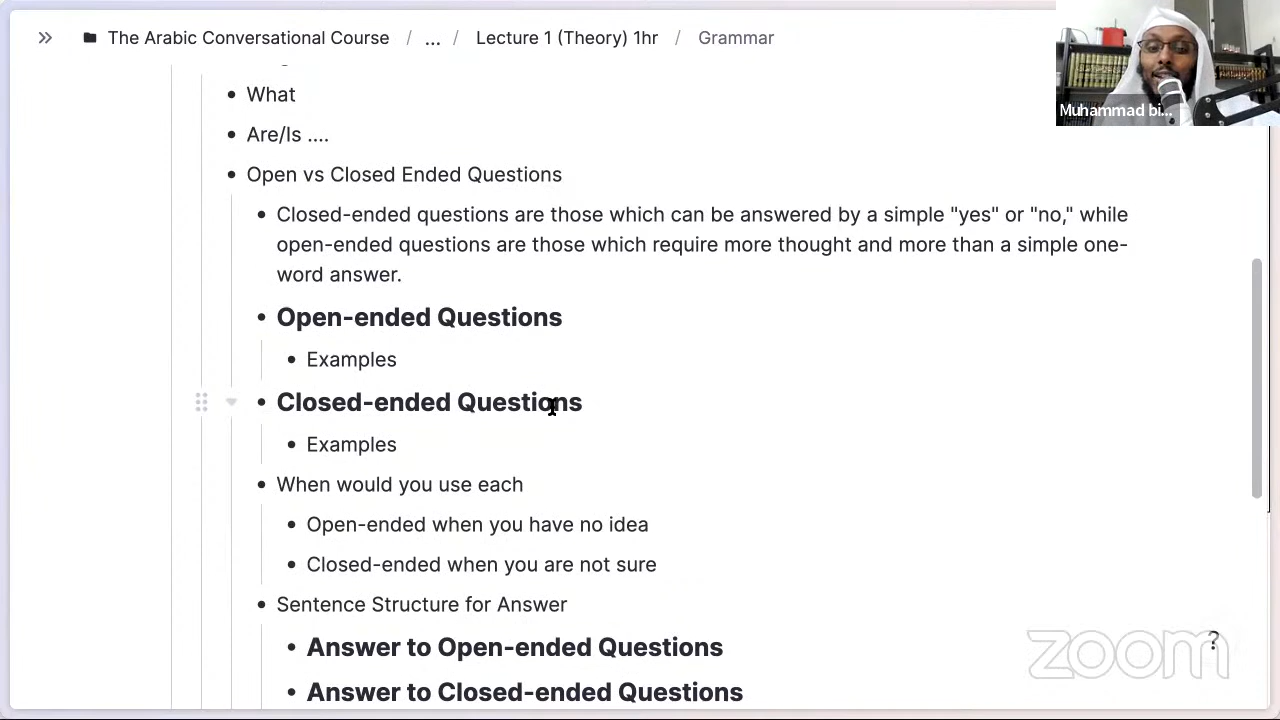 » The Arabic Conversational Course / ... / Lecture 1 (Theory) 1hr / Grammar
Muhammad bi...
• What
• Are/Is ....
• Open vs Closed Ended Questions
• Closed-ended questions are those which can be answered by a simple "yes" or "no," while
open-ended questions are those which require more thought and more than a simple one-
word answer.
• Open-ended Questions
• Examples
• Closed-ended Questions
• Examples
• When would you use each
• Open-ended when you have no idea
• Closed-ended when you are not sure
• Sentence Structure for Answer
• Answer to Open-ended Questions
• Answer to Closed-ended Questions
zoom
?